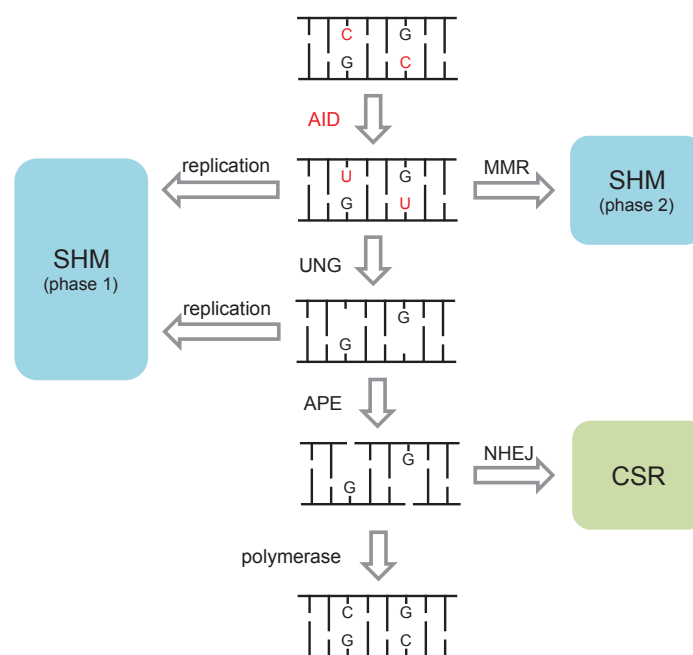 C G
G C
AID
replication
U G
G U
MMR
SHM
(phase 2)
SHM
(phase 1)
UNG
replication
G
G
APE
G
G
NHEJ
CSR
polymerase
C G
G C